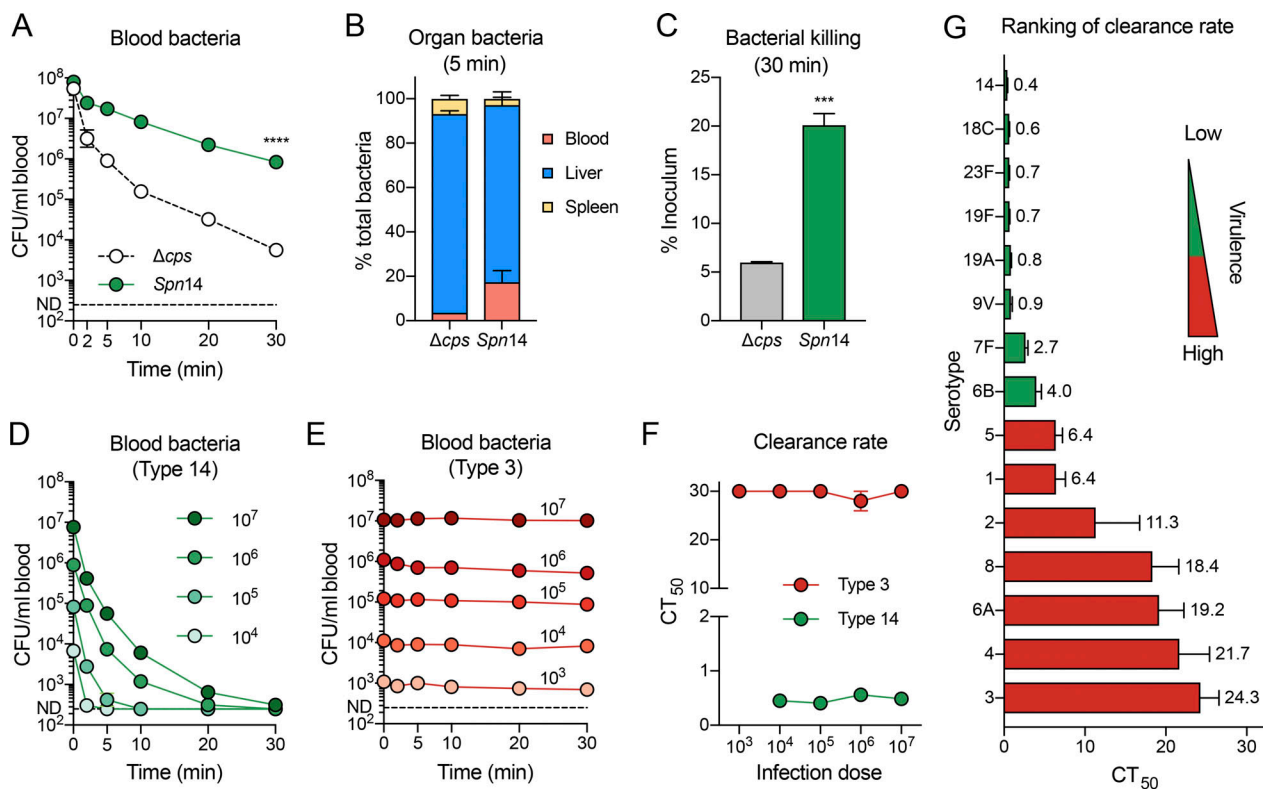 A
Blood bacteria
CFU/ml blood
10⁸
10⁷
10⁶
10⁵
10⁴
10³
ND
10²
Δcps
Spn14
****
0 2 5 10 20 30
Time (min)
B
Organ bacteria
(5 min)
% total bacteria
100
80
60
40
20
0
Δcps Spn14
Blood
Liver
Spleen
C
Bacterial killing
(30 min)
% Inoculum
25
20
15
10
5
0
***
Δcps Spn14
D
Blood bacteria
(Type 14)
CFU/ml blood
10⁸
10⁷
10⁶
10⁵
10⁴
10³
ND
10²
10⁷
10⁶
10⁵
10⁴
0 5 10 20 30
Time (min)
E
Blood bacteria
(Type 3)
CFU/ml blood
10⁸
10⁷
10⁶
10⁵
10⁴
10³
ND
10²
10⁷
10⁶
10⁵
10⁴
10³
0 5 10 20 30
Time (min)
F
Clearance rate
CT₅₀
30
20
10
2
1
0
Type 3
Type 14
10³ 10⁴ 10⁵ 10⁶ 10⁷
Infection dose
G
Ranking of clearance rate
Serotype
14 0.4
18C 0.6
23F 0.7
19F 0.7
19A 0.8
9V 0.9
7F 2.7
6B 4.0
5 6.4
1 6.4
2 11.3
8 18.4
6A 19.2
4 21.7
3 24.3
Low
Virulence
High
0 10 20 30
CT₅₀